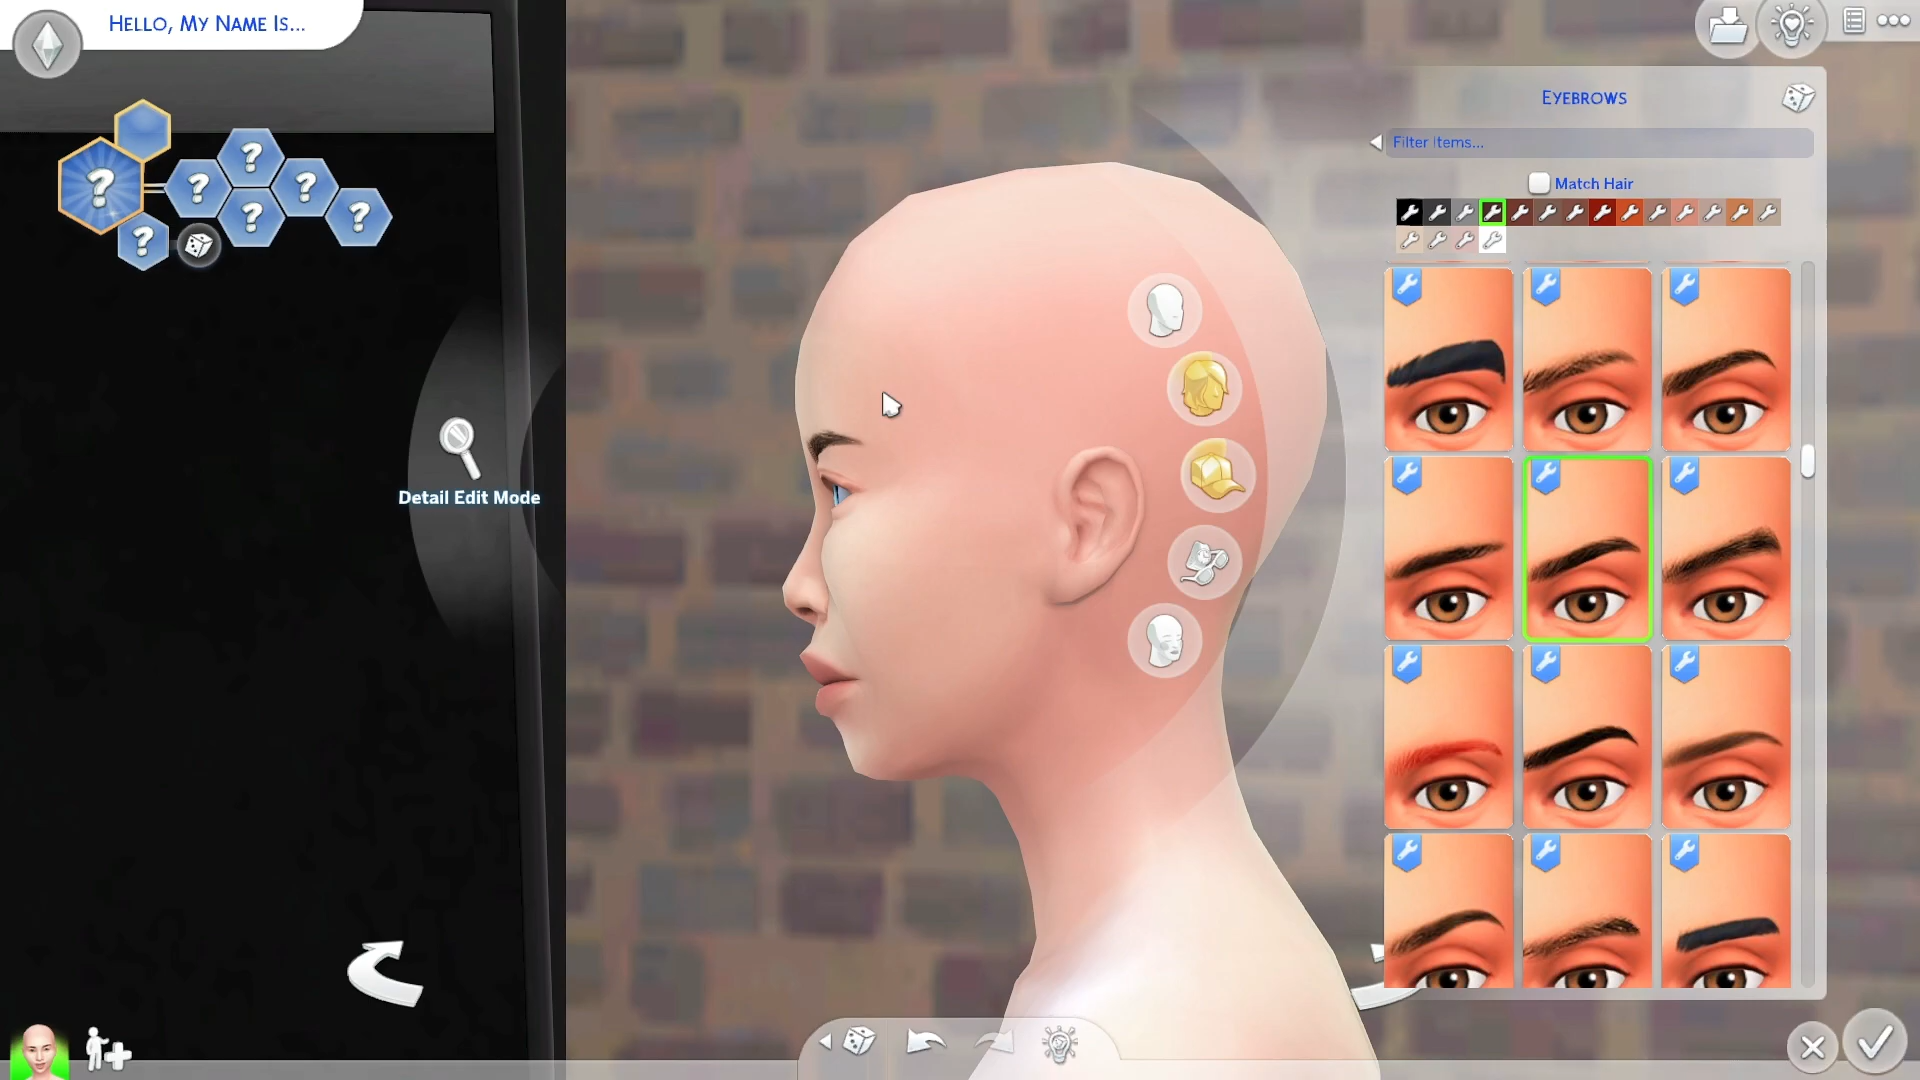 HELLO, MY NAME IS...
EYEBROWS
Filter Items...
Match Hair
Detail Edit Mode
? ? ? ? ? ? ?